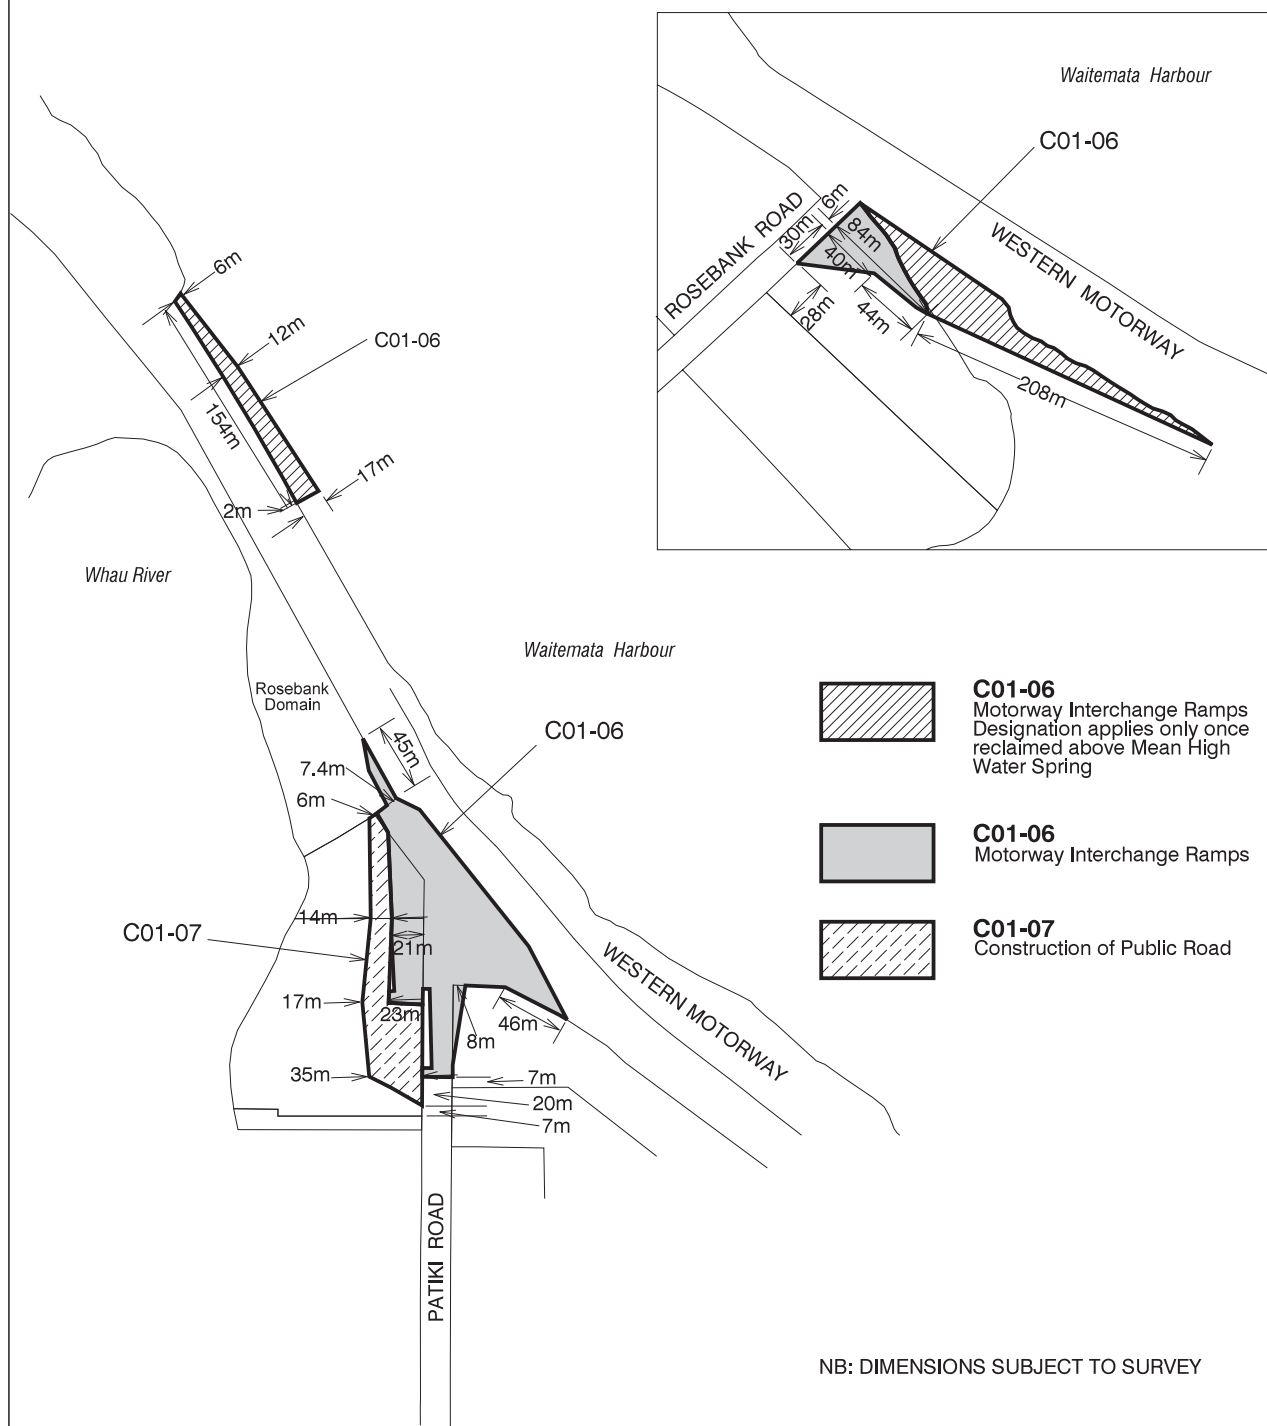 Waitemata Harbour
C01-06
6m
30m
84m
40m
ROSEBANK ROAD
WESTERN MOTORWAY
28m
44m
208m
6m
12m
C01-06
154m
17m
2m
Whau River
Waitemata Harbour
Rosebank
Domain
45m
C01-06
7.4m
6m
14m
C01-07
21m
17m
23m
46m
8m
WESTERN MOTORWAY
35m
7m
20m
7m
PATIKI ROAD
C01-06
Motorway Interchange Ramps
Designation applies only once
reclaimed above Mean High
Water Spring
C01-06
Motorway Interchange Ramps
C01-07
Construction of Public Road
NB: DIMENSIONS SUBJECT TO SURVEY